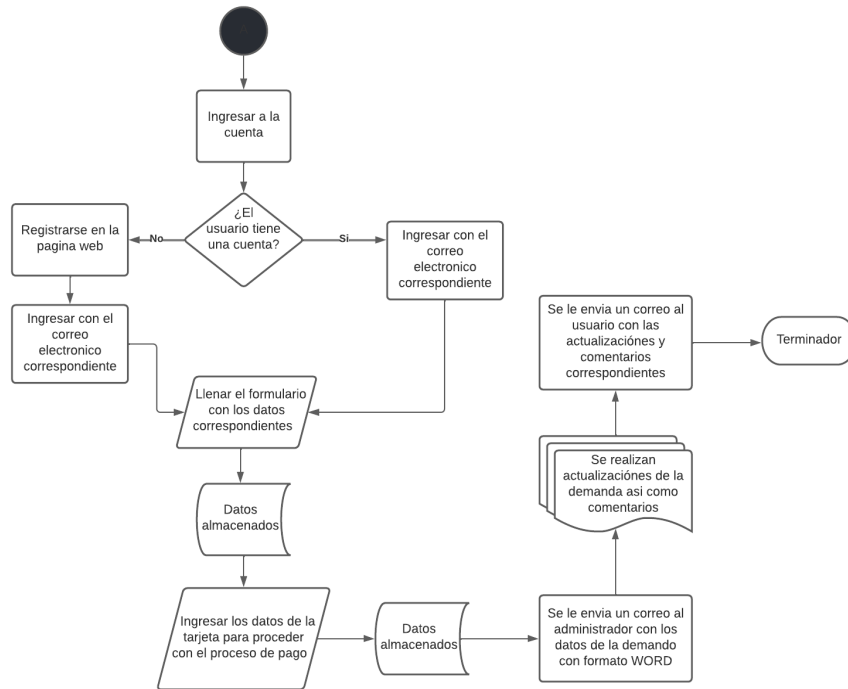 Ingresar a la
cuenta
¿El
usuario tiene
una cuenta?
No
Si
Registrarse en la
pagina web
Ingresar con el
correo
electronico
correspondiente
Ingresar con el
correo
electronico
correspondiente
Llenar el formulario
con los datos
correspondientes
Datos
almacenados
Ingresar los datos de la
tarjeta para proceder
con el proceso de pago
Datos
almacenados
Se le envia un correo al
administrador con los
datos de la demando
con formato WORD
Se realizan
actualizaciónes de la
demanda asi como
comentarios
Se le envia un correo al
usuario con las
actualizaciónes y
comentarios
correspondientes
Terminador